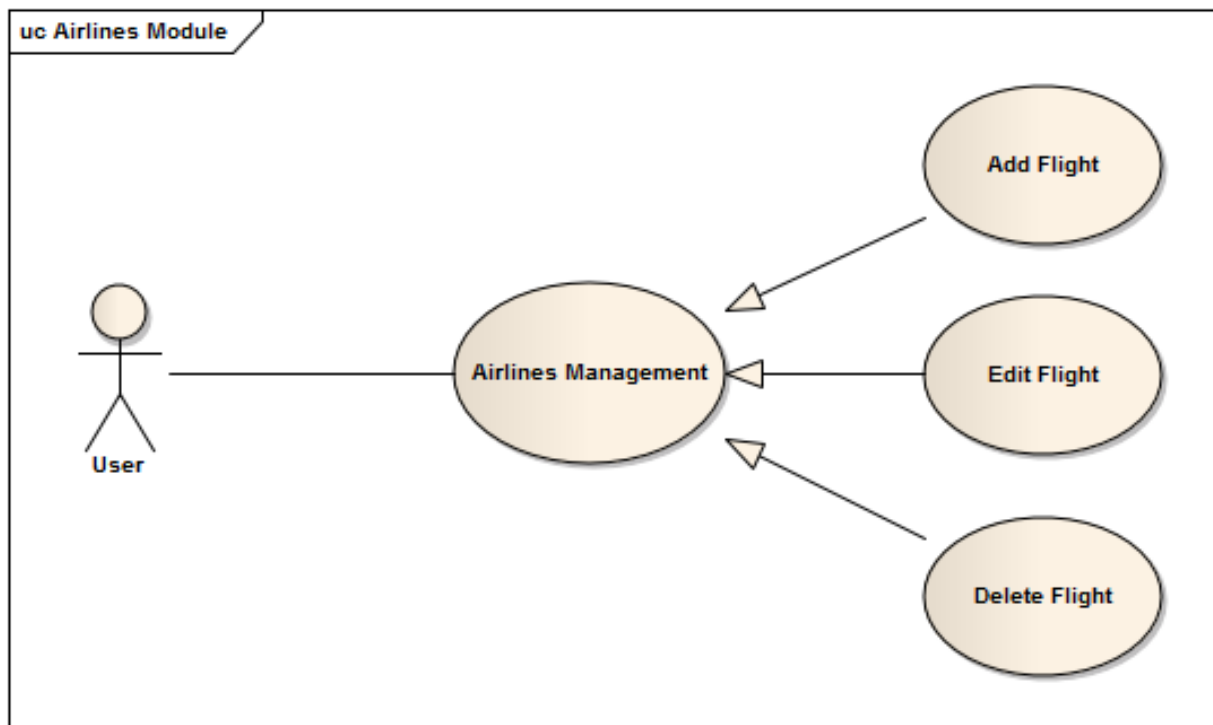 uc Airlines Module
Add Flight
Airlines Management
Edit Flight
User
Delete Flight